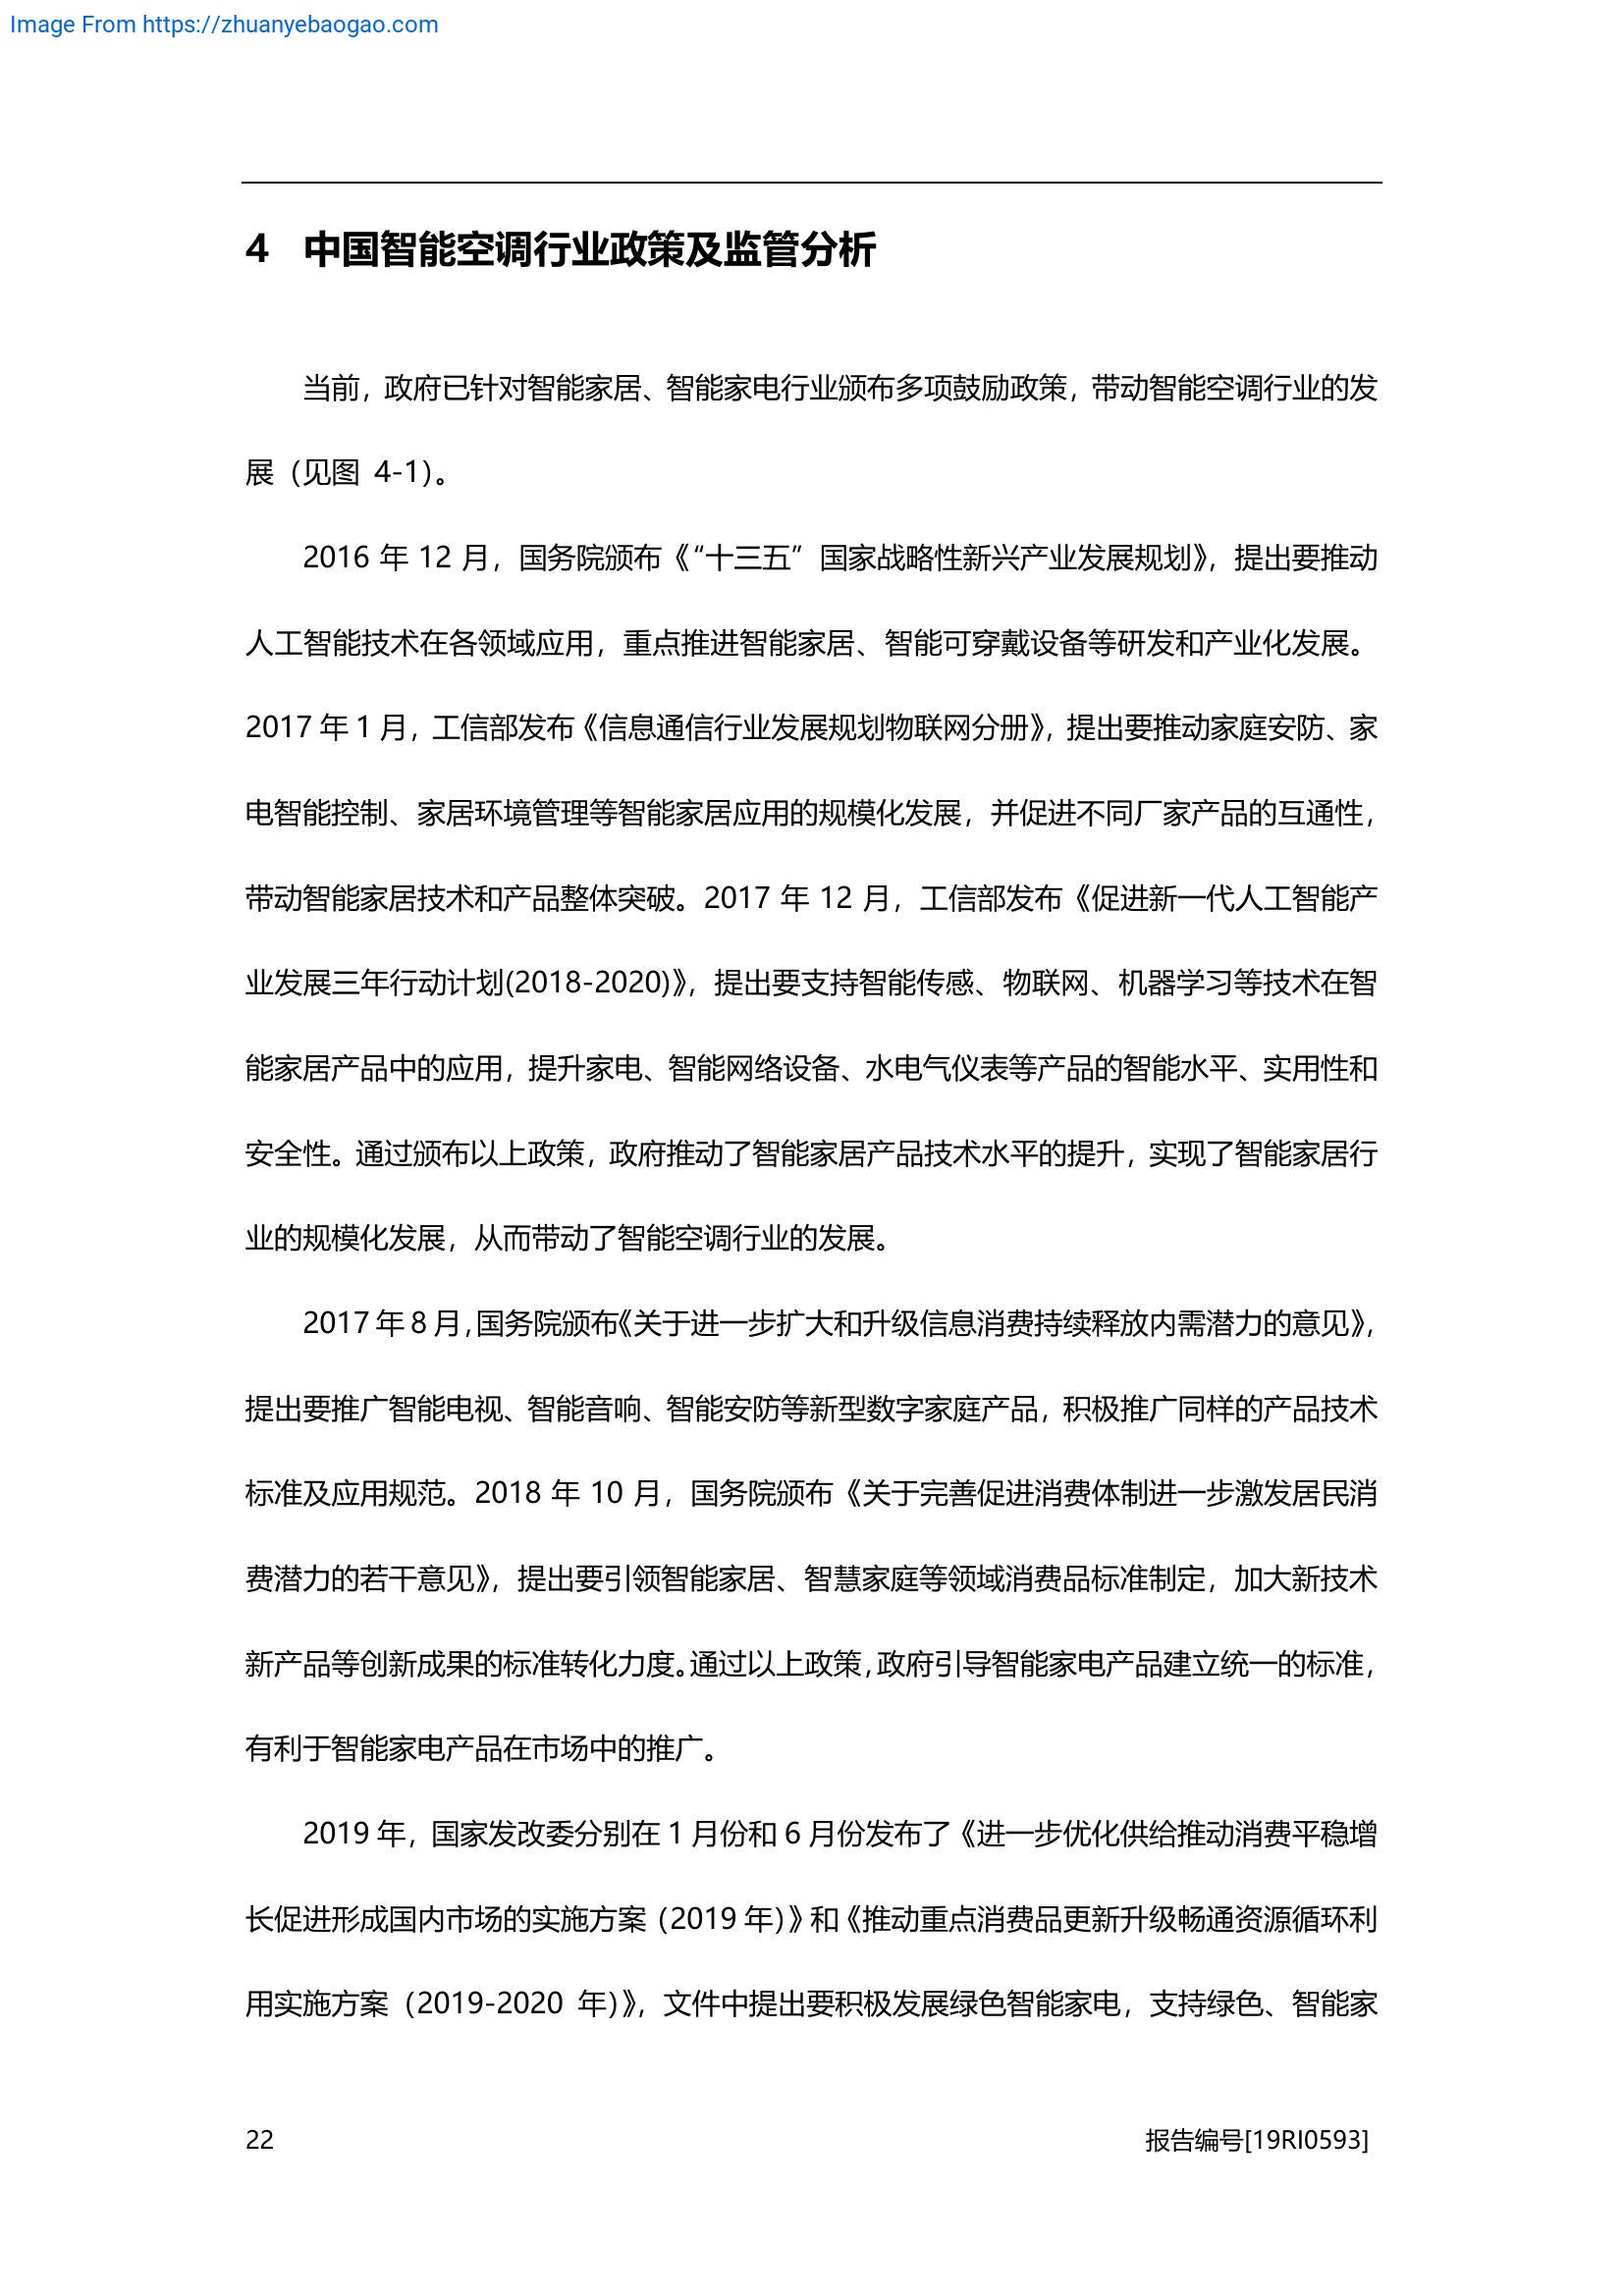 Image From https://zhuanyebaogao.com
4 中国智能空调行业政策及监管分析
当前，政府已针对智能家居、智能家电行业颁布多项鼓励政策，带动智能空调行业的发
展（见图 4-1）。
2016 年 12 月，国务院颁布《“十三五”国家战略性新兴产业发展规划》，提出要推动
人工智能技术在各领域应用，重点推进智能家居、智能可穿戴设备等研发和产业化发展。
2017 年 1 月，工信部发布《信息通信行业发展规划物联网分册》，提出要推动家庭安防、家
电智能控制、家居环境管理等智能家居应用的规模化发展，并促进不同厂家产品的互通性，
带动智能家居技术和产品整体突破。2017 年 12 月，工信部发布《促进新一代人工智能产
业发展三年行动计划(2018-2020)》，提出要支持智能传感、物联网、机器学习等技术在智
能家居产品中的应用，提升家电、智能网络设备、水电气仪表等产品的智能水平、实用性和
安全性。通过颁布以上政策，政府推动了智能家居产品技术水平的提升，实现了智能家居行
业的规模化发展，从而带动了智能空调行业的发展。
2017 年 8 月，国务院颁布《关于进一步扩大和升级信息消费持续释放内需潜力的意见》，
提出要推广智能电视、智能音响、智能安防等新型数字家庭产品，积极推广同样的产品技术
标准及应用规范。2018 年 10 月，国务院颁布《关于完善促进消费体制进一步激发居民消
费潜力的若干意见》，提出要引领智能家居、智慧家庭等领域消费品标准制定，加大新技术
新产品等创新成果的标准转化力度。通过以上政策，政府引导智能家电产品建立统一的标准，
有利于智能家电产品在市场中的推广。
2019 年，国家发改委分别在 1 月份和 6 月份发布了《进一步优化供给推动消费平稳增
长促进形成国内市场的实施方案（2019 年）》和《推动重点消费品更新升级畅通资源循环利
用实施方案（2019-2020 年）》，文件中提出要积极发展绿色智能家电，支持绿色、智能家
22 报告编号[19RI0593]